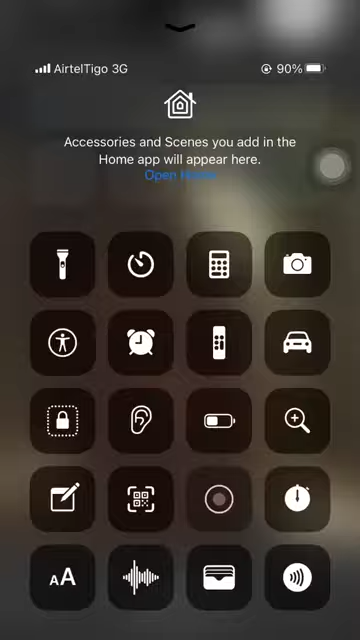 AirtelTigo 3G
90%
Accessories and Scenes you add in the
Home app will appear here.
Open Home
AA